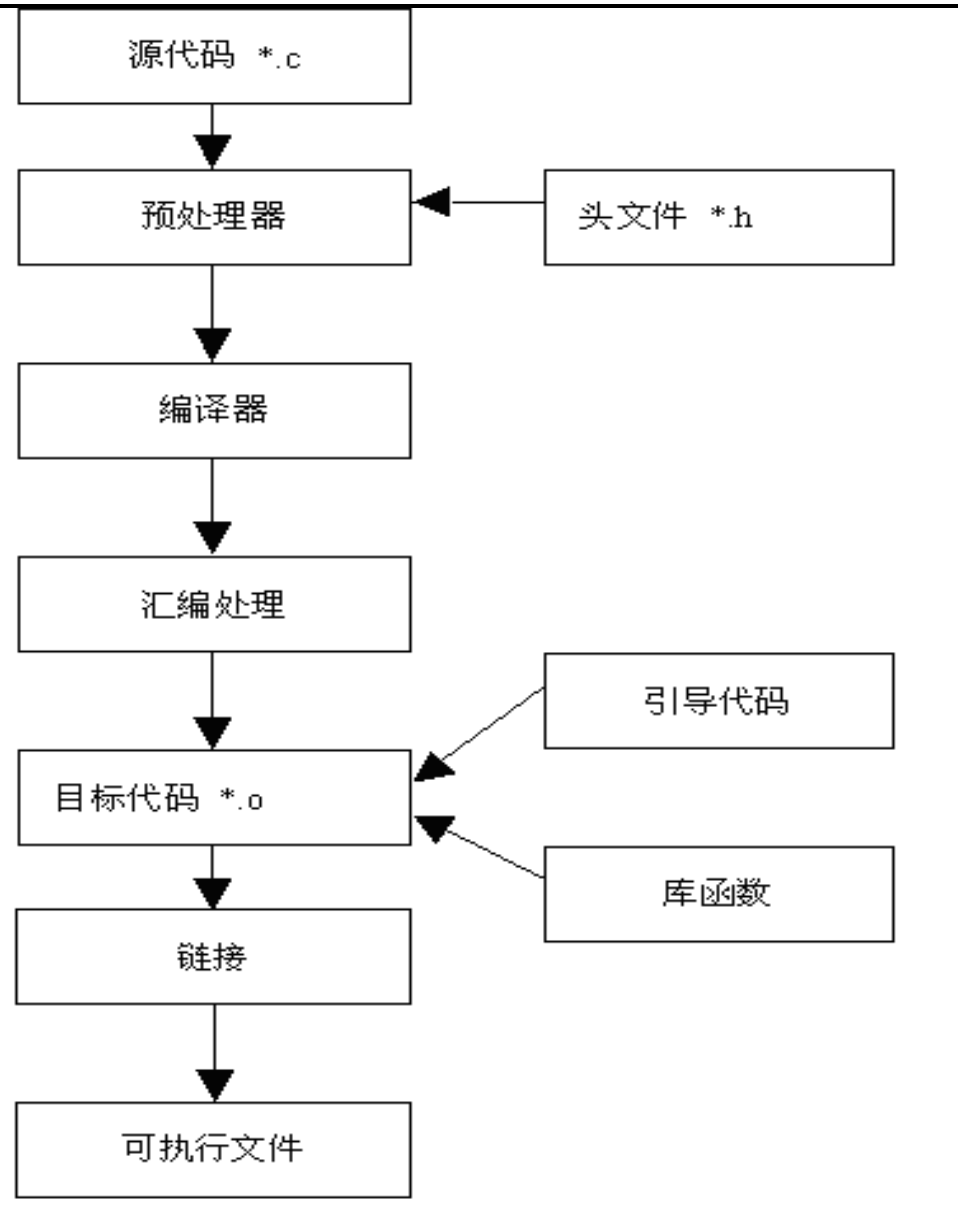 源代码 *.c
预处理器
头文件 *.h
编译器
汇编处理
引导代码
目标代码 *.o
库函数
链接
可执行文件